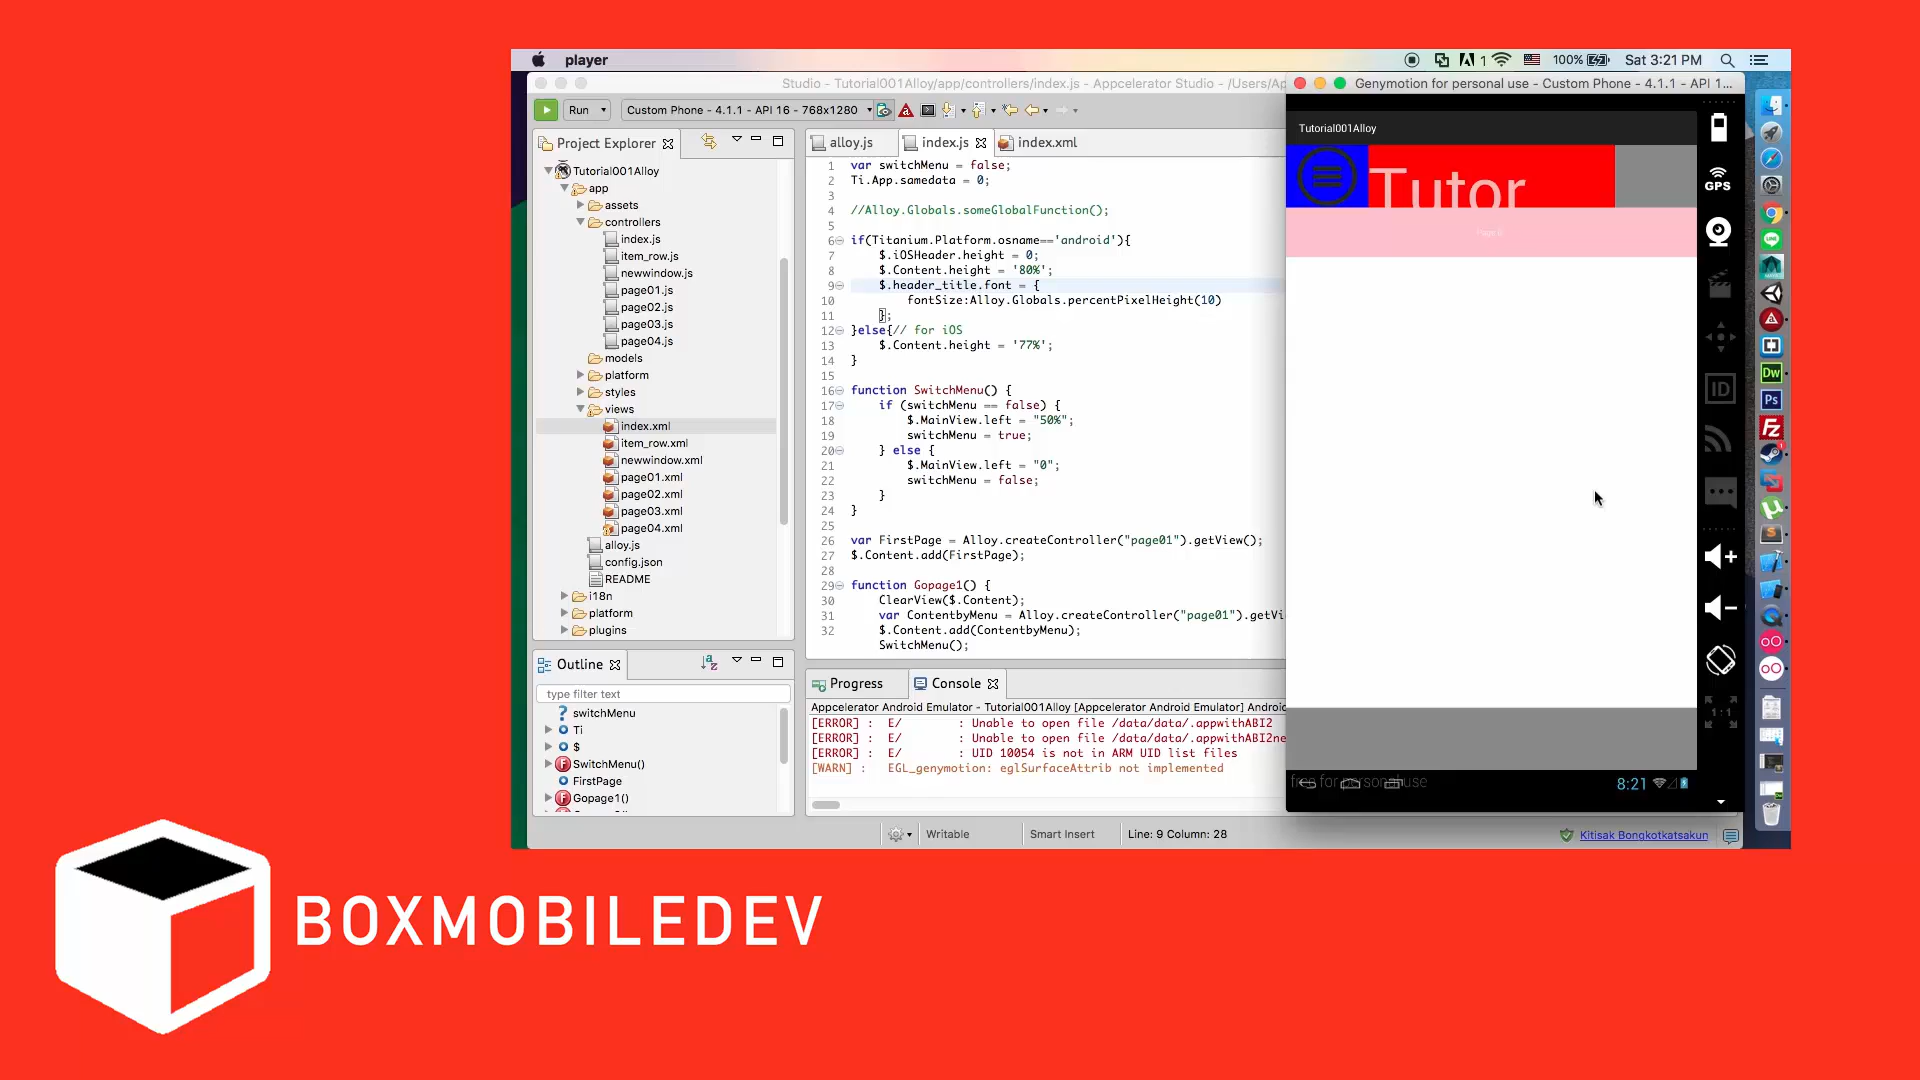 player
1
100%
Sat 3:21 PM
Studio - Tutorial001Alloy/app/controllers/index.js - Appcelerator Studio - /Users/Ap
Genymotion for personal use - Custom Phone - 4.1.1 - API 1...
Run
Custom Phone - 4.1.1 - API 16 - 768x1280
Project Explorer
Tutorial001Alloy
app
assets
controllers
index.js
item_row.js
newwindow.js
page01.js
page02.js
page03.js
page04.js
models
platform
styles
views
index.xml
item_row.xml
newwindow.xml
page01.xml
page02.xml
page03.xml
page04.xml
alloy.js
config.json
README
i18n
platform
plugins
Outline
type filter text
switchMenu
Ti
$
SwitchMenu()
FirstPage
Gopage1()
alloy.js
index.js
index.xml
1 var switchMenu = false;
2 Ti.App.samedata = 0;
3
4 //Alloy.Globals.someGlobalFunction();
5
6 if(Titanium.Platform.osname=='android'){
7 $.iOSHeader.height = 0;
8 $.Content.height = '80%';
9 $.header_title.font = {
10 fontSize:Alloy.Globals.percentPixelHeight(10)
11 };
12 }else{// for iOS
13 $.Content.height = '77%';
14 }
15
16 function SwitchMenu() {
17 if (switchMenu == false) {
18 $.MainView.left = "50%";
19 switchMenu = true;
20 } else {
21 $.MainView.left = "0";
22 switchMenu = false;
23 }
24 }
25
26 var FirstPage = Alloy.createController("page01").getView();
27 $.Content.add(FirstPage);
28
29 function Gopage1() {
30 ClearView($.Content);
31 var ContentbyMenu = Alloy.createController("page01").getVi
32 $.Content.add(ContentbyMenu);
SwitchMenu();
Progress
Console
Appcelerator Android Emulator - Tutorial001Alloy [Appcelerator Android Emulator] Androi
[ERROR] : E/ : Unable to open file /data/data/.appwithABI2
[ERROR] : E/ : Unable to open file /data/data/.appwithABI2ne
[ERROR] : E/ : UID 10054 is not in ARM UID list files
[WARN] : EGL_genymotion: eglSurfaceAttrib not implemented
Writable
Smart Insert
Line: 9 Column: 28
Kitisak Bongkotkatsakun
Tutorial001Alloy
Tutor
free for personal use
8:21
GPS
ID
1:1
Dw
Ps
Fz
BOXMOBILEDEV